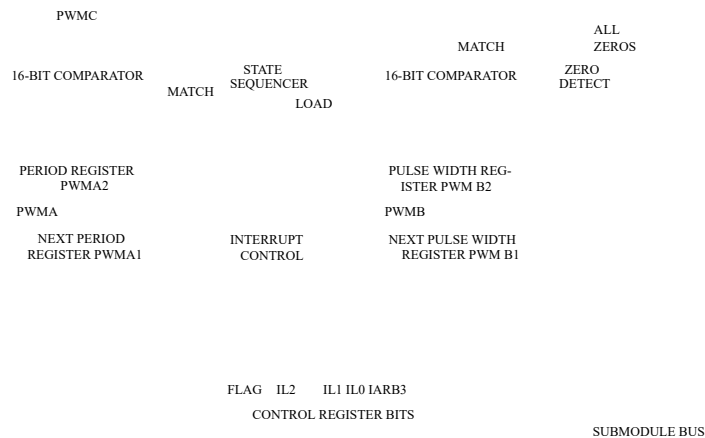 PWMC
ALL
MATCH ZEROS
16-BIT COMPARATOR
STATE
SEQUENCER
16-BIT COMPARATOR
ZERO
DETECT
MATCH
LOAD
PERIOD REGISTER
PWMA2
PULSE WIDTH REG-
ISTER PWM B2
PWMA
PWMB
NEXT PERIOD
REGISTER PWMA1
INTERRUPT
CONTROL
NEXT PULSE WIDTH
REGISTER PWM B1
FLAG IL2 IL1 IL0 IARB3
CONTROL REGISTER BITS
SUBMODULE BUS